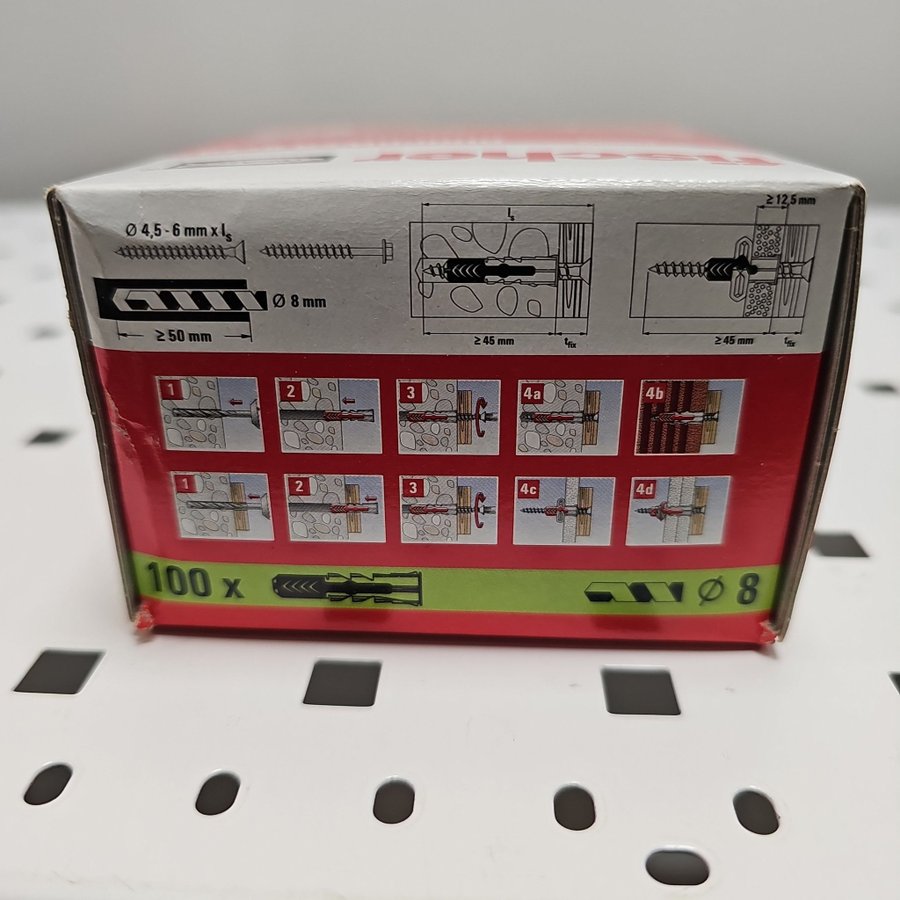 fischer
Ø 4,5 - 6 mm x ls
ls
≥ 12,5 mm
Ø 8 mm
≥ 50 mm
≥ 45 mm
tfix
≥ 45 mm
tfix
1
2
3
4a
4b
1
2
3
4c
4d
100 x
Ø 8